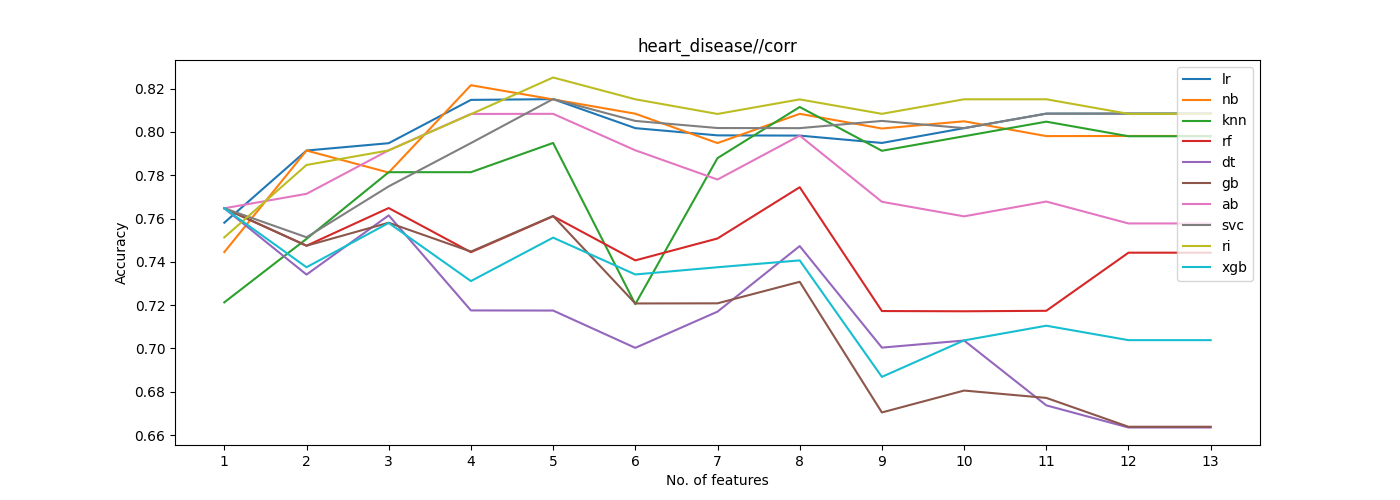 heart_disease//corr
Accuracy
0.82
0.80
0.78
0.76
0.74
0.72
0.70
0.68
0.66
lr
nb
knn
rf
dt
gb
ab
svc
ri
xgb
1 2 3 4 5 6 7 8 9 10 11 12 13
No. of features